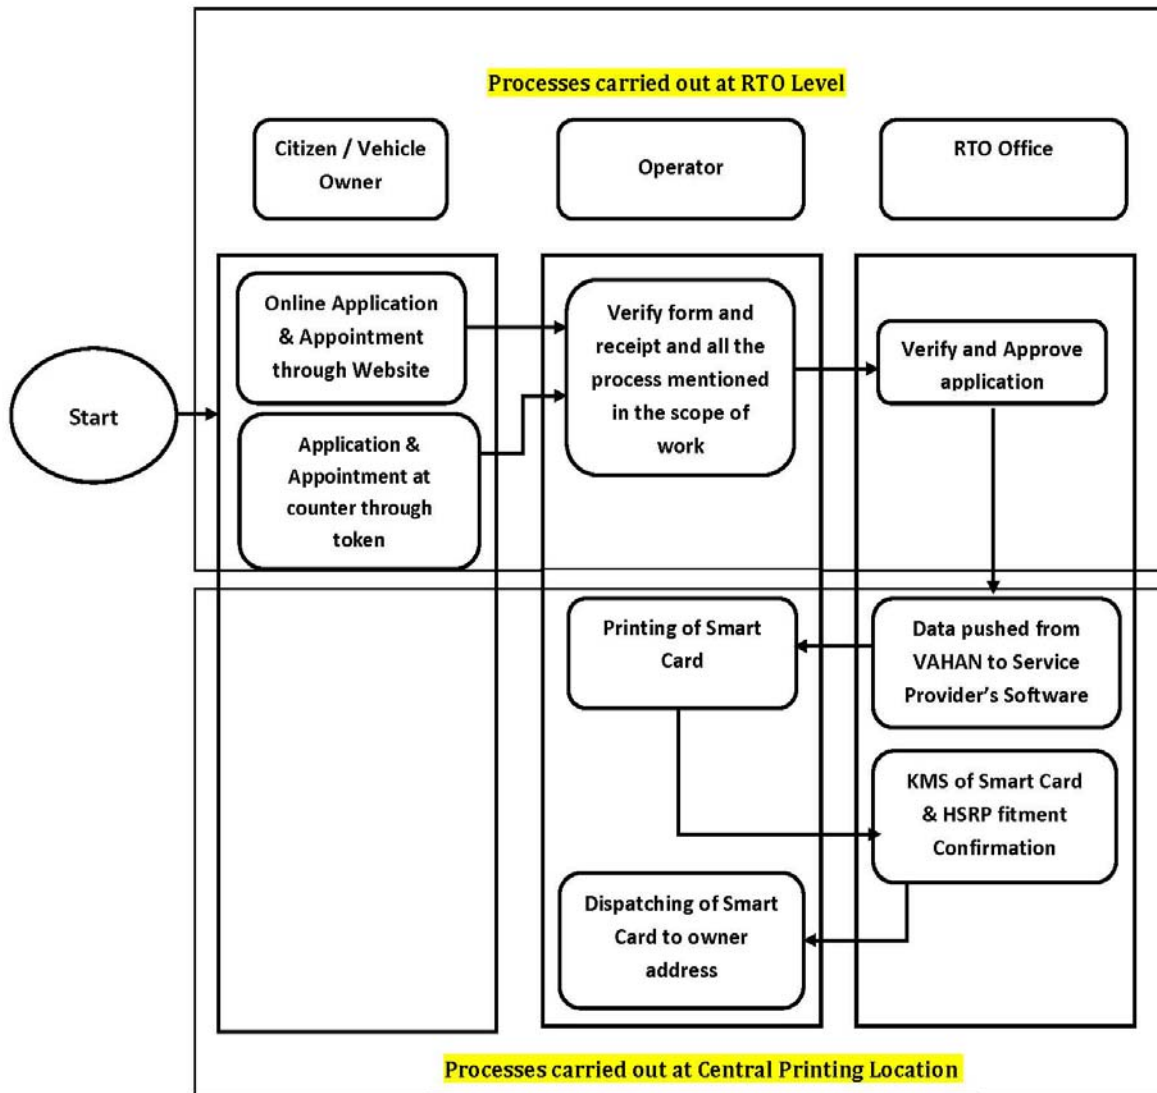 Processes carried out at RTO Level
Citizen / Vehicle
Owner
Operator
RTO Office
Start
Online Application
& Appointment
through Website
Application &
Appointment at
counter through
token
Verify form and
receipt and all the
process mentioned
in the scope of
work
Verify and Approve
application
Data pushed from
VAHAN to Service
Provider's Software
Printing of Smart
Card
KMS of Smart Card
& HSRP fitment
Confirmation
Dispatching of Smart
Card to owner
address
Processes carried out at Central Printing Location